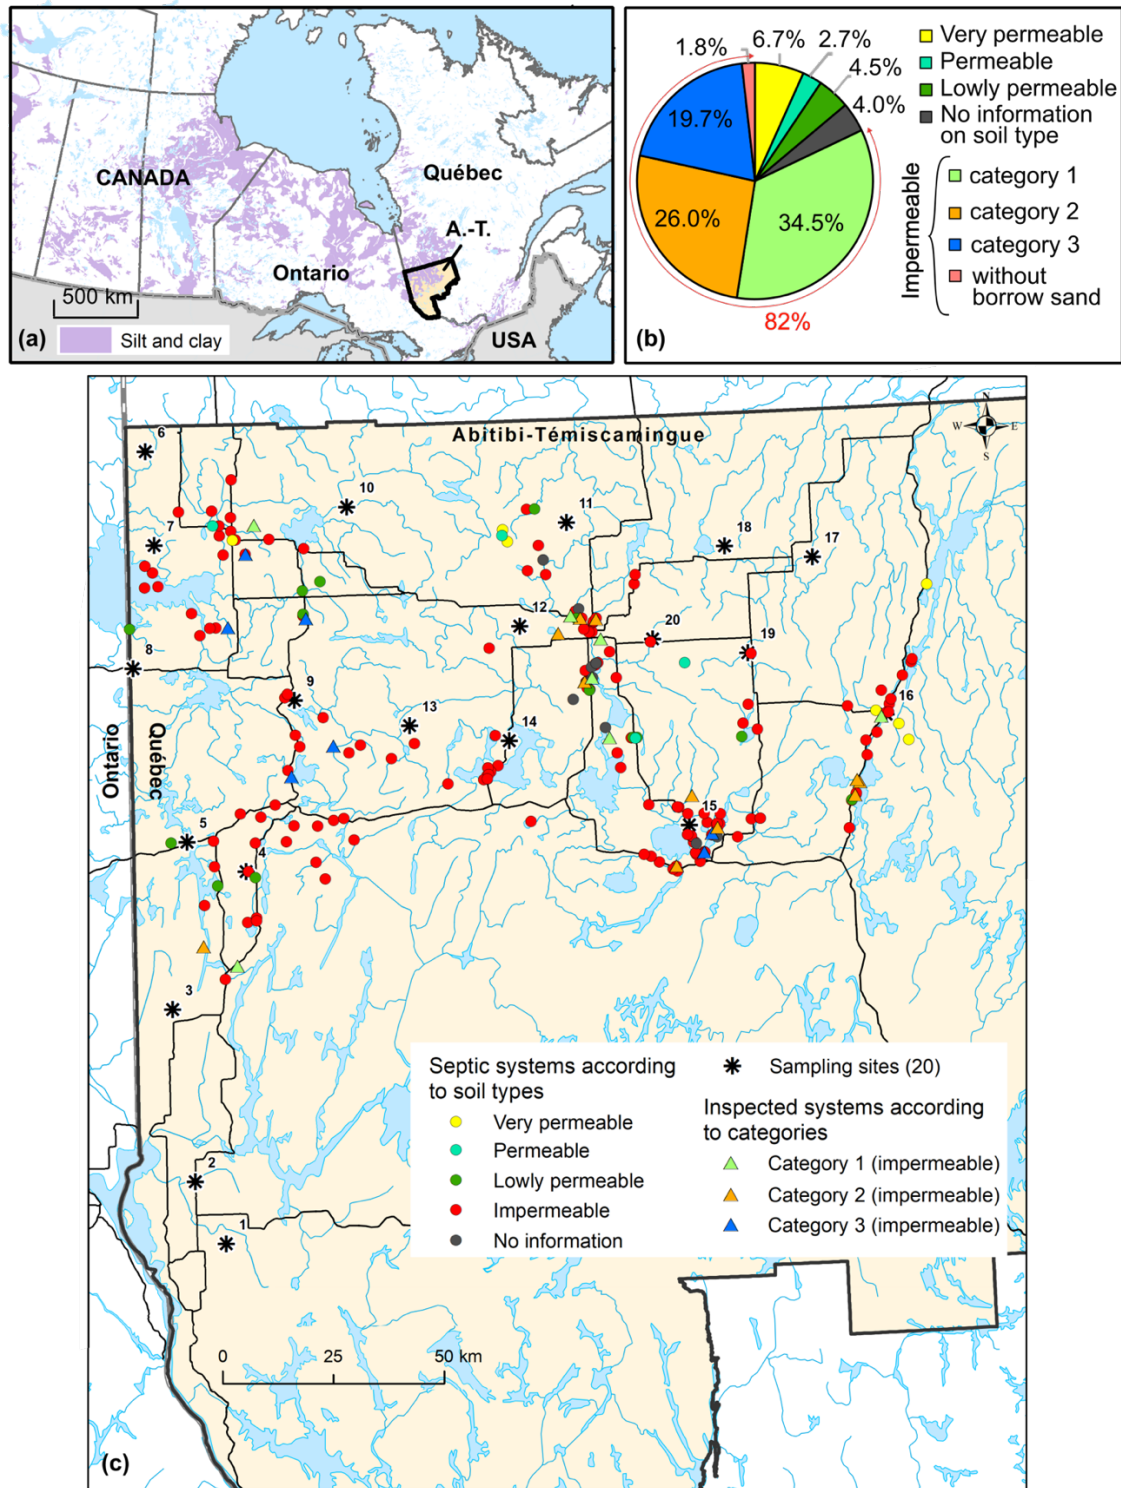 CANADA
Québec
A.-T.
Ontario
500 km
USA
(a)
Silt and clay
1.8%
6.7%
2.7%
4.5%
4.0%
19.7%
26.0%
34.5%
82%
(b)
Very permeable
Permeable
Lowly permeable
No information
on soil type
Impermeable
category 1
category 2
category 3
without
borrow sand
Abitibi-Témiscamingue
N
W
E
S
6
10
11
7
18
17
12
20
19
8
9
16
13
14
Ontario
Québec
15
5
4
3
2
1
Septic systems according
to soil types
Very permeable
Permeable
Lowly permeable
Impermeable
No information
Sampling sites (20)
Inspected systems according
to categories
Category 1 (impermeable)
Category 2 (impermeable)
Category 3 (impermeable)
0
25
50 km
(c)